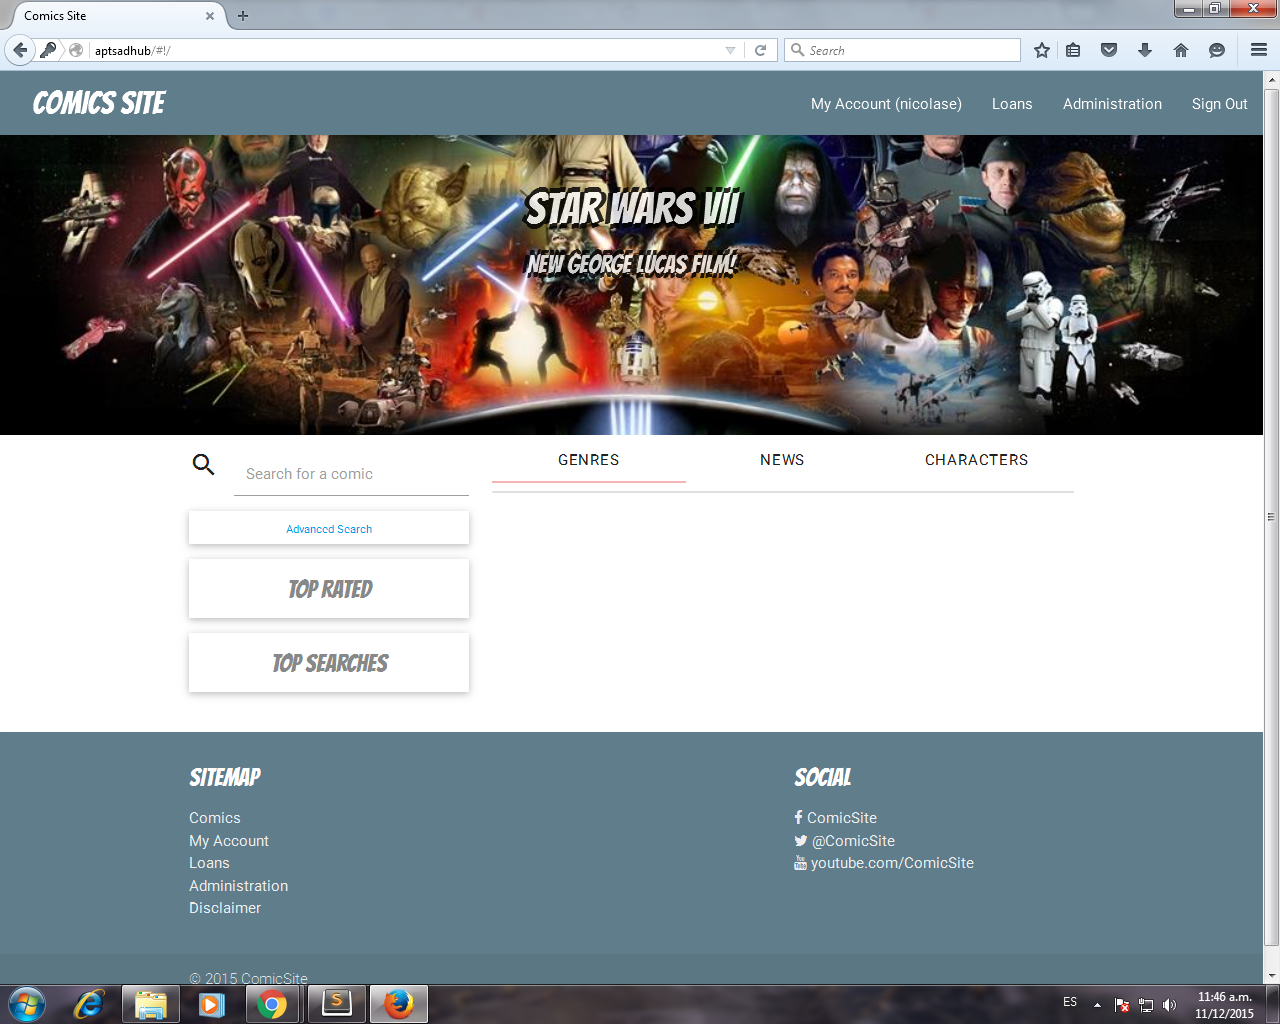 Comics Site
aptsadhub/#!/
Search
COMICS SITE
My Account (nicolase) Loans Administration Sign Out
STAR WARS VII
NEW GEORGE LUCAS FILM!
Search for a comic
GENRES NEWS CHARACTERS
Advanced Search
TOP RATED
TOP SEARCHES
SITEMAP
Comics
My Account
Loans
Administration
Disclaimer
SOCIAL
ComicSite
@ComicSite
youtube.com/ComicSite
© 2015 ComicSite
ES
11:46 a.m.
11/12/2015